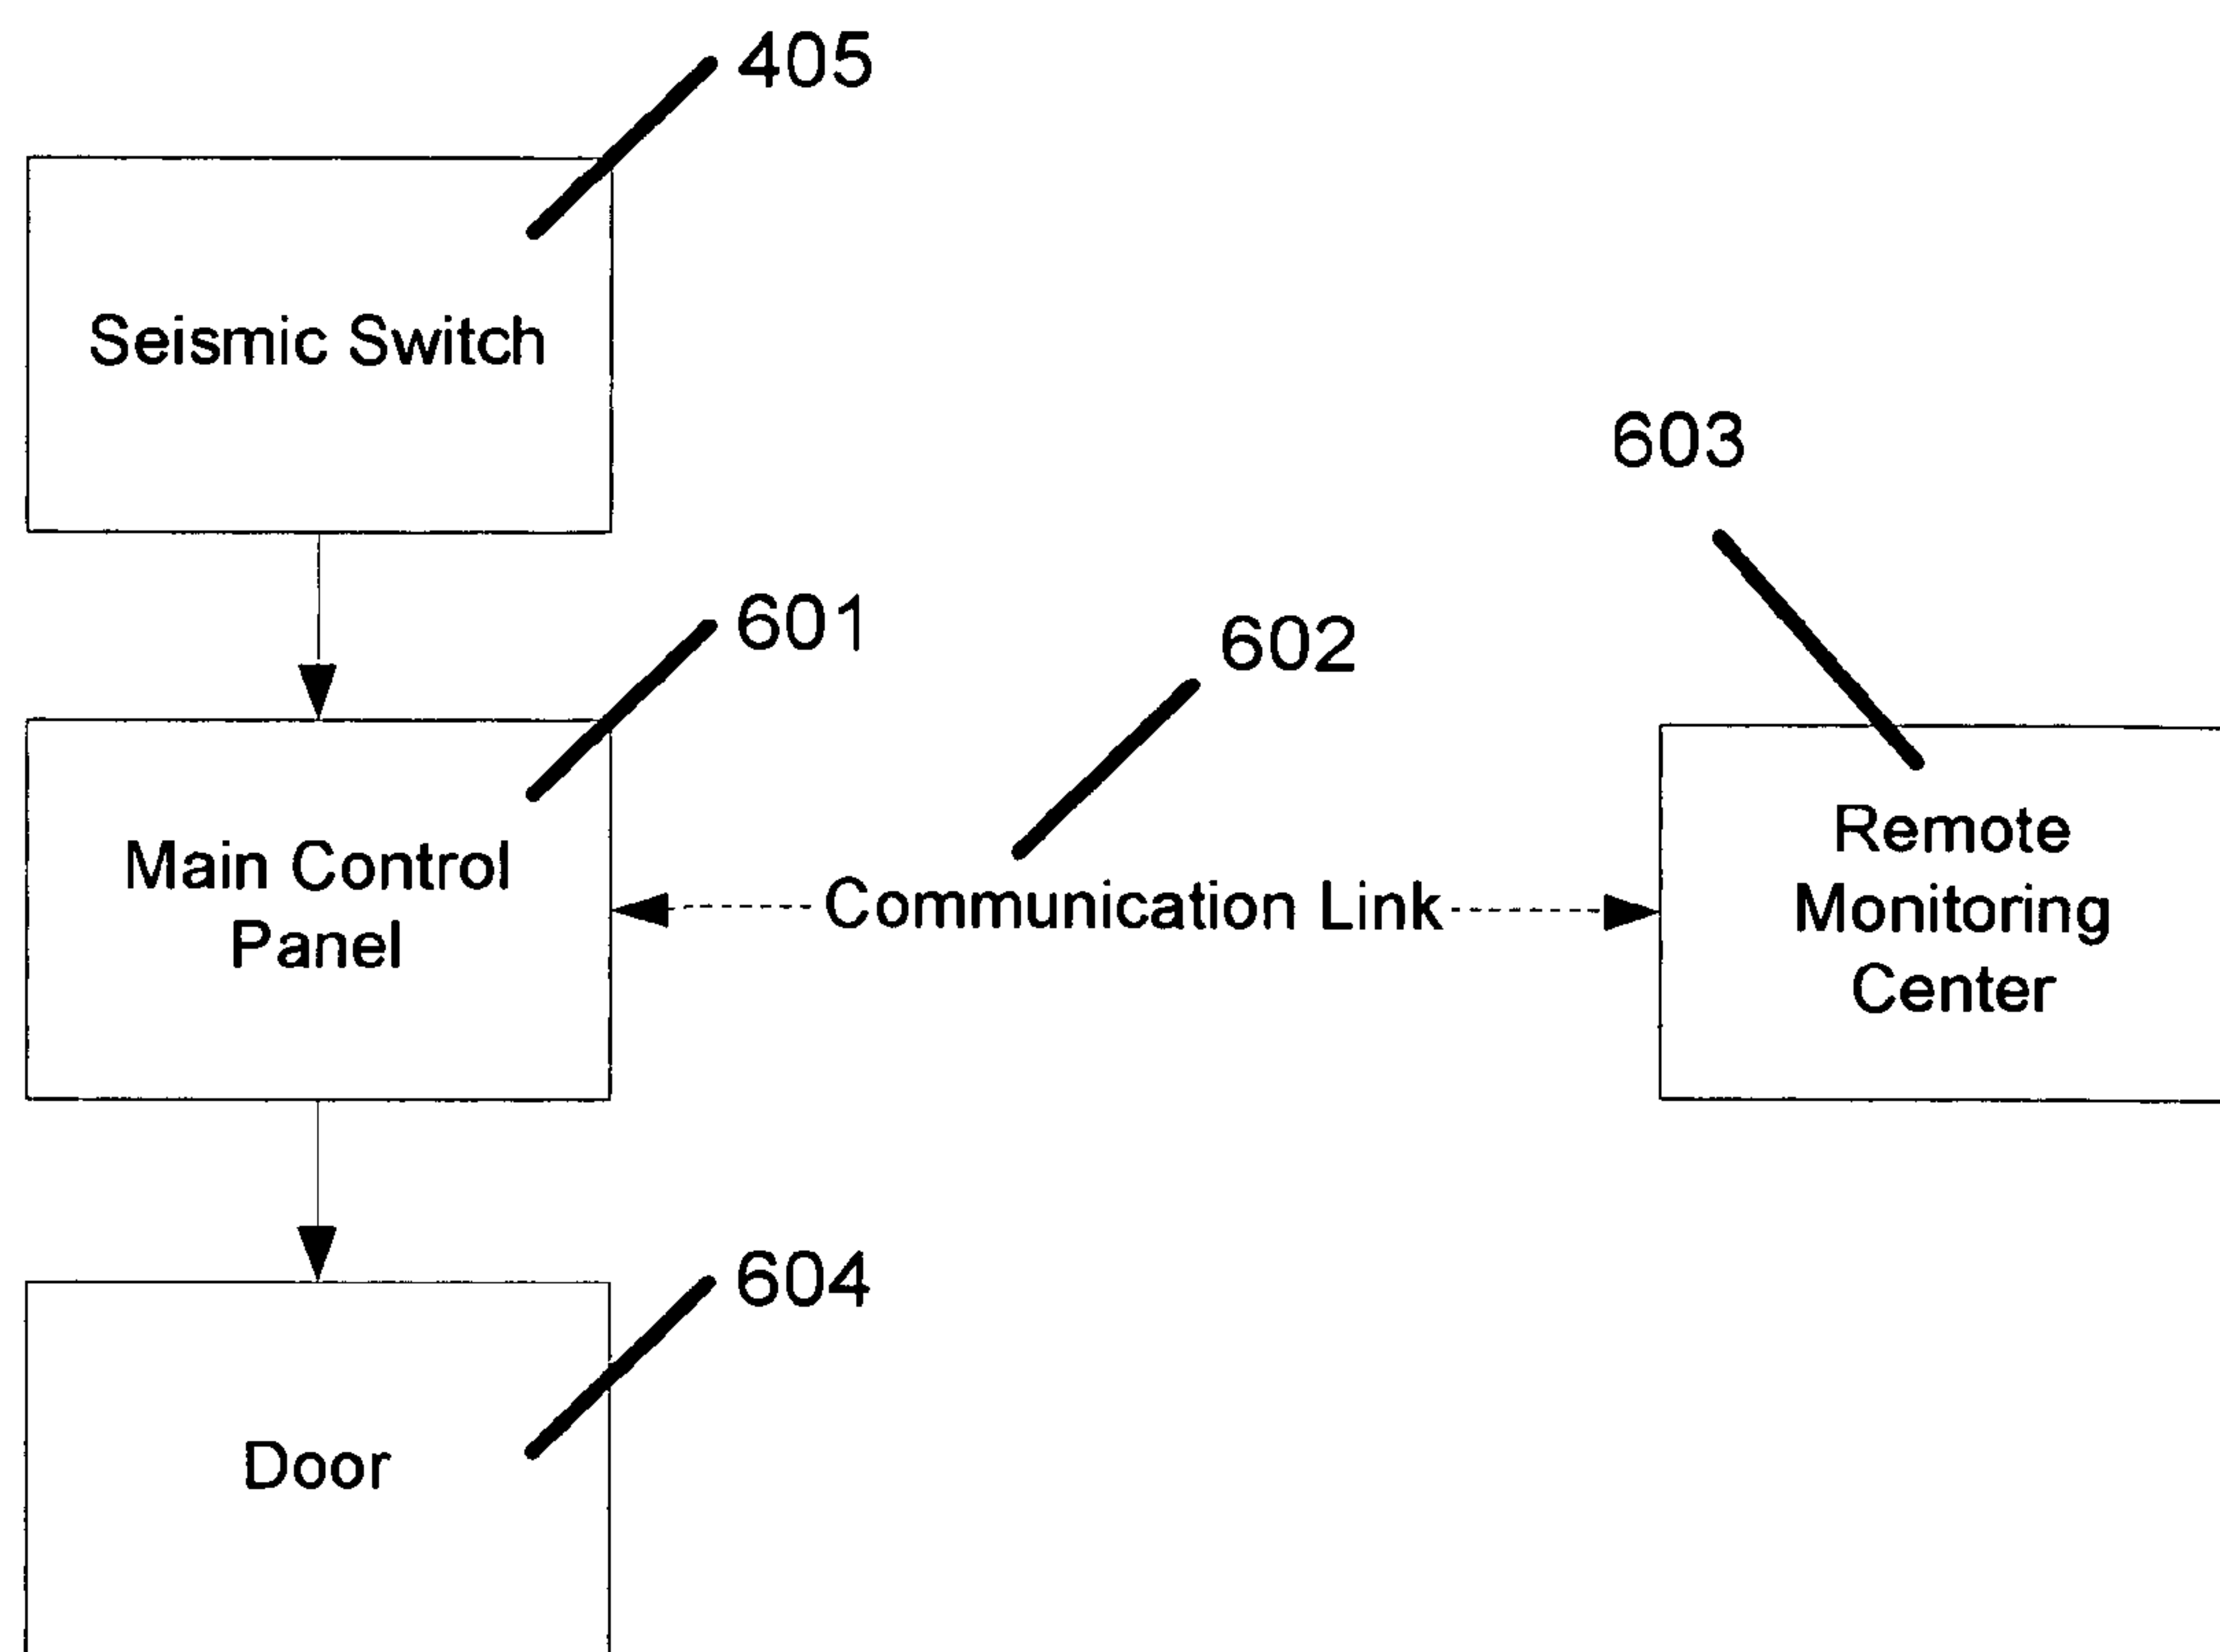 405
Seismic Switch
603
601
602
Main Control
Panel
Communication Link
Remote
Monitoring
Center
604
Door